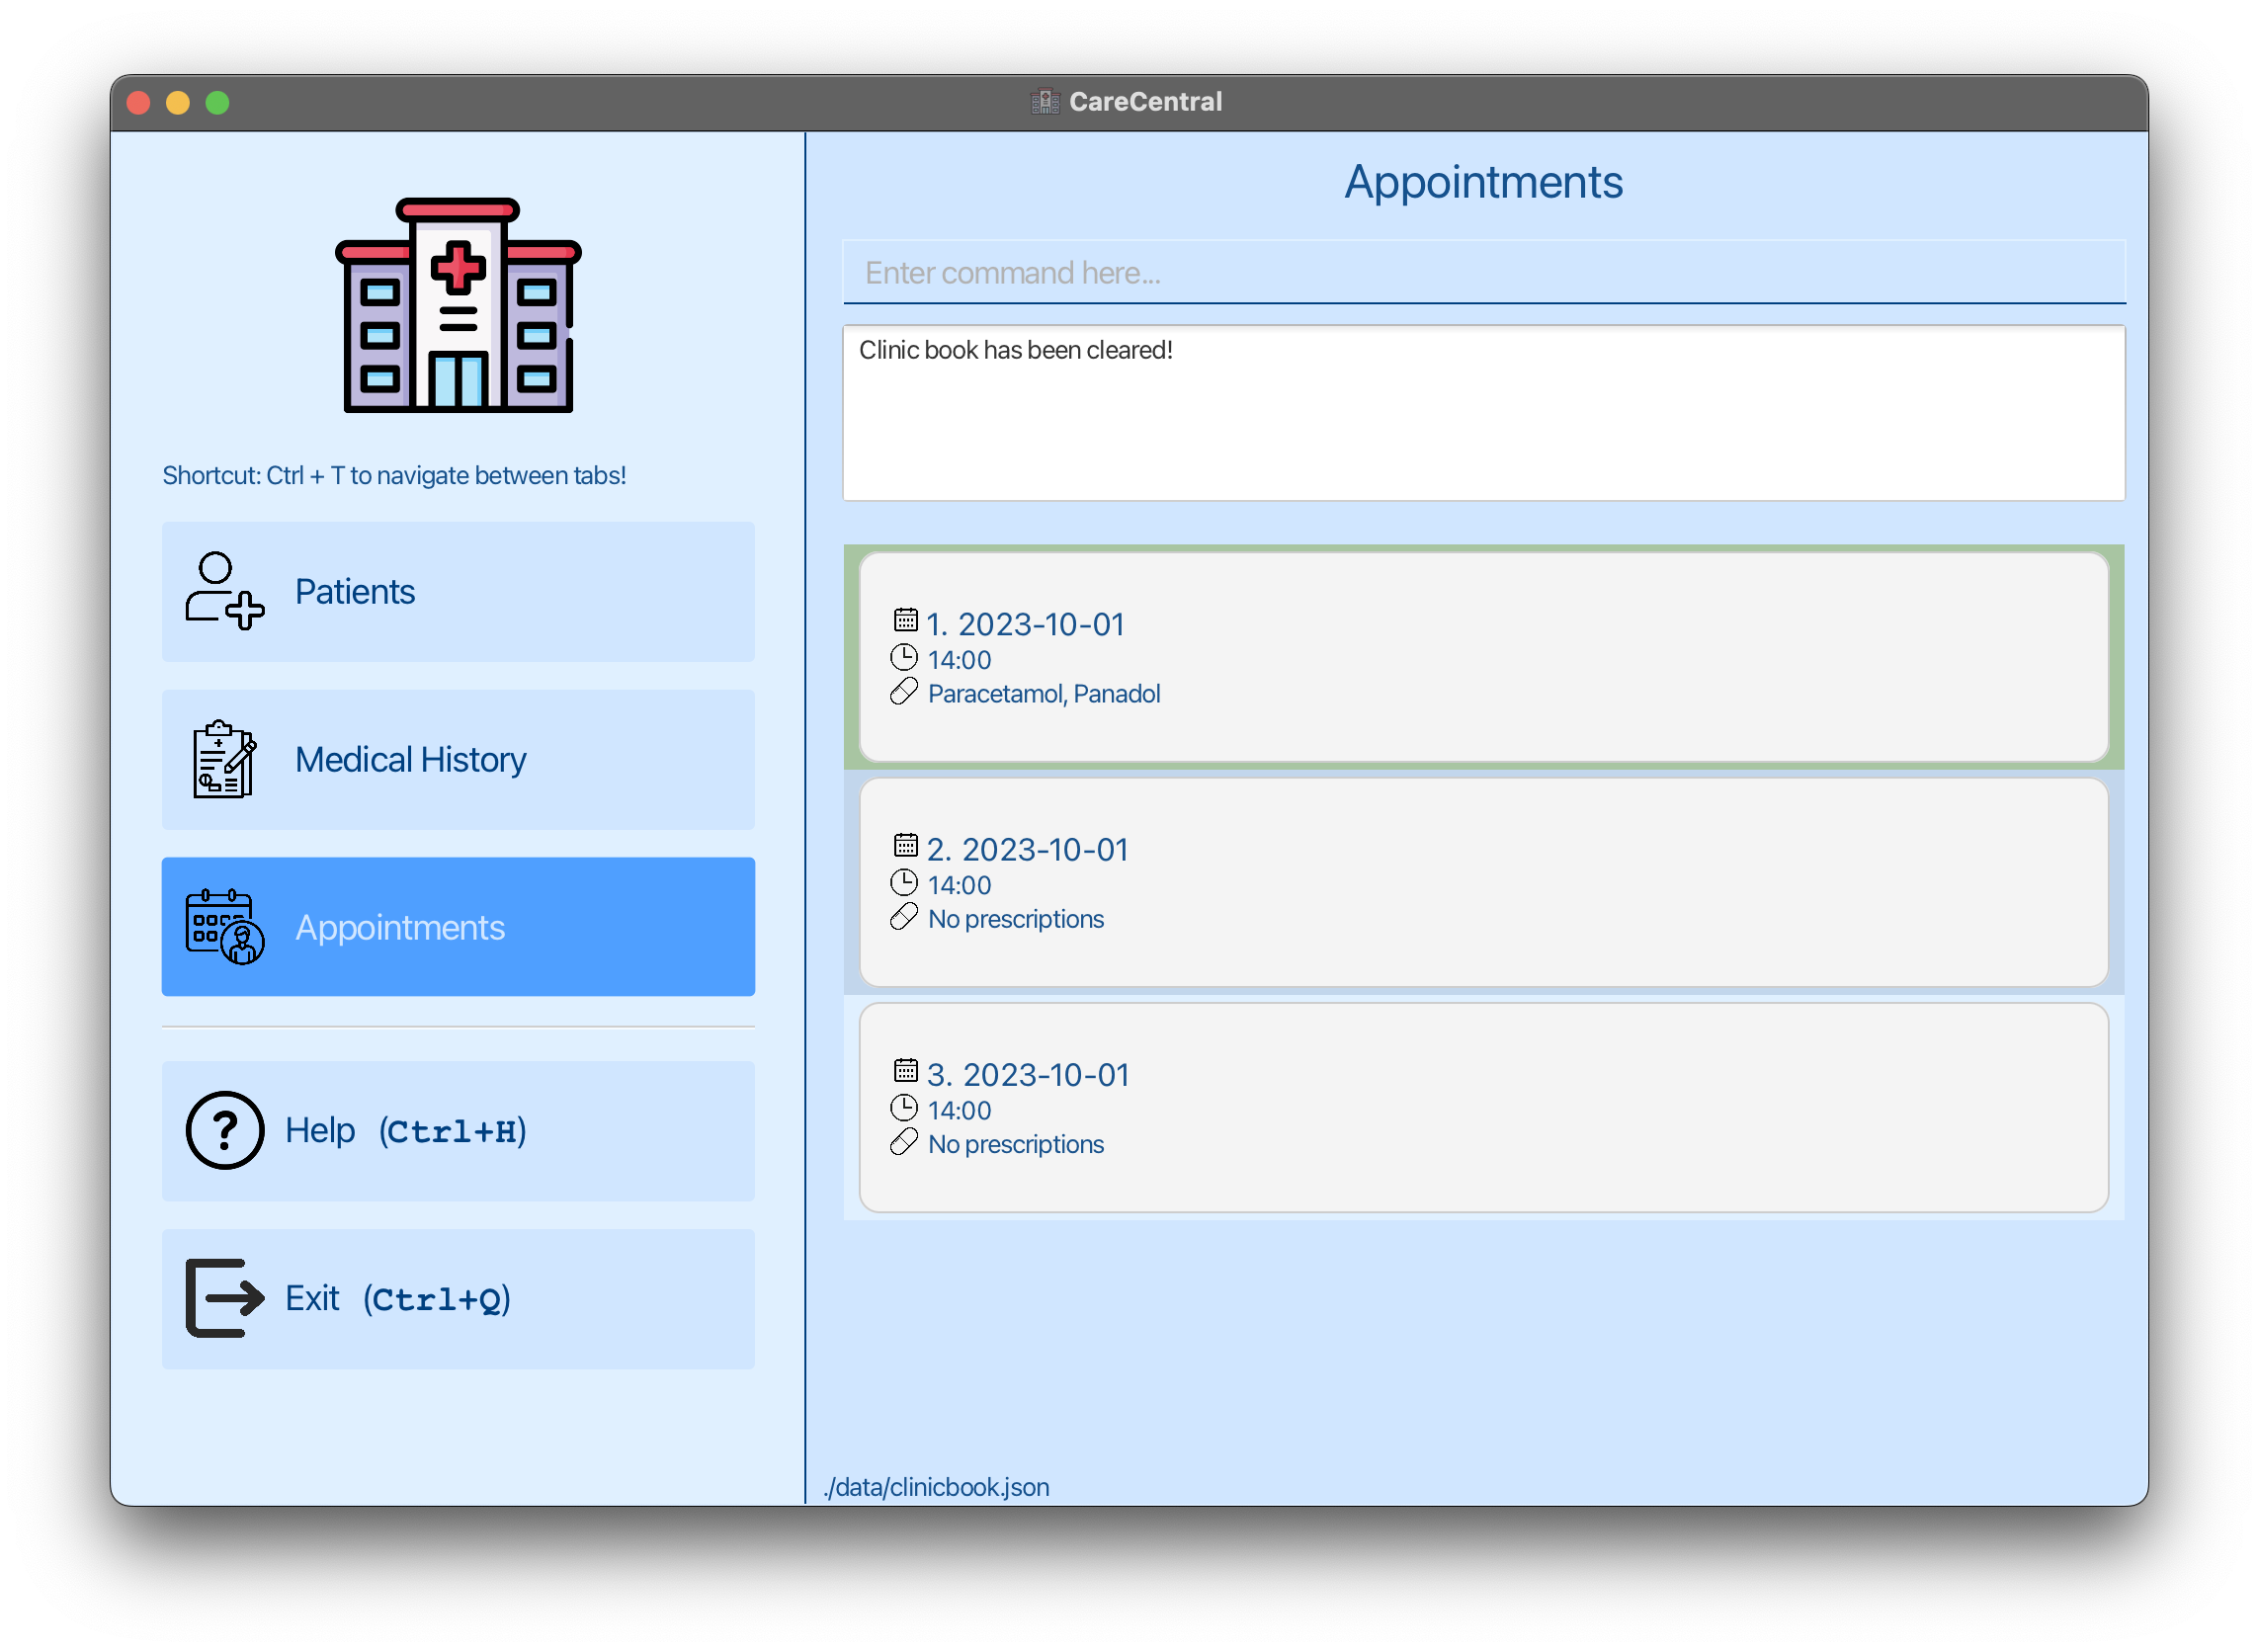 CareCentral
Shortcut: Ctrl + T to navigate between tabs!
Patients
Medical History
Appointments
Help (Ctrl+H)
Exit (Ctrl+Q)
Appointments
Enter command here...
Clinic book has been cleared!
1. 2023-10-01
14:00
Paracetamol, Panadol
2. 2023-10-01
14:00
No prescriptions
3. 2023-10-01
14:00
No prescriptions
./data/clinicbook.json